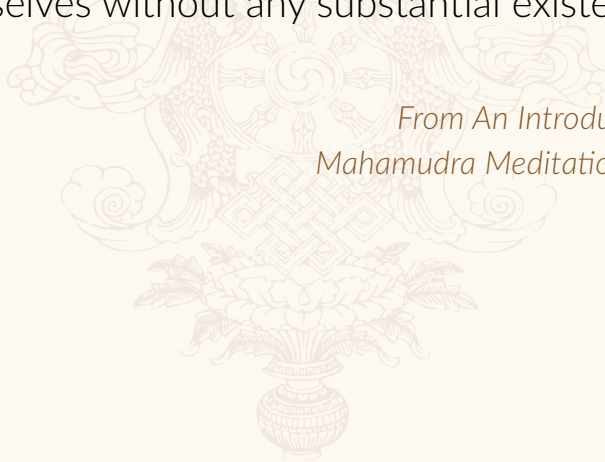 selves without any substantial existe
From An Introdu
Mahamudra Meditatio